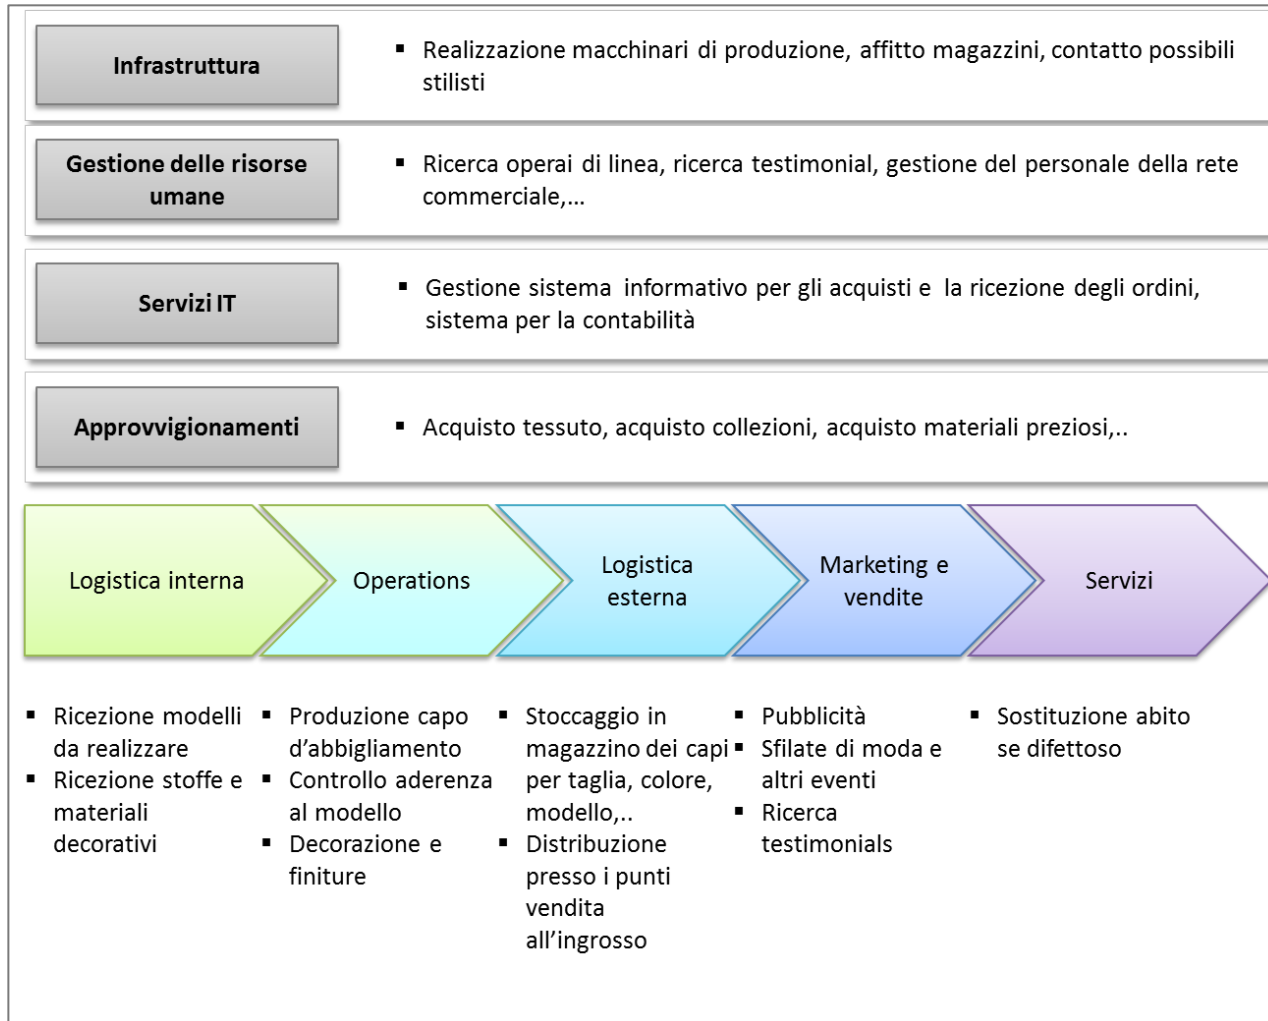 Infrastruttura
▪ Realizzazione macchinari di produzione, affitto magazzini, contatto possibili
stilisti
Gestione delle risorse
umane
▪ Ricerca operai di linea, ricerca testimonial, gestione del personale della rete
commerciale,...
Servizi IT
▪ Gestione sistema informativo per gli acquisti e la ricezione degli ordini,
sistema per la contabilità
Approvvigionamenti
▪ Acquisto tessuto, acquisto collezioni, acquisto materiali preziosi,..
Logistica interna
Operations
Logistica
esterna
Marketing e
vendite
Servizi
▪ Ricezione modelli
da realizzare
▪ Ricezione stoffe e
materiali
decorativi
▪ Produzione capo
d’abbigliamento
▪ Controllo aderenza
al modello
▪ Decorazione e
finiture
▪ Stoccaggio in
magazzino dei capi
per taglia, colore,
modello,..
▪ Distribuzione
presso i punti
vendita
all’ingrosso
▪ Pubblicità
▪ Sfilate di moda e
altri eventi
▪ Ricerca
testimonials
▪ Sostituzione abito
se difettoso